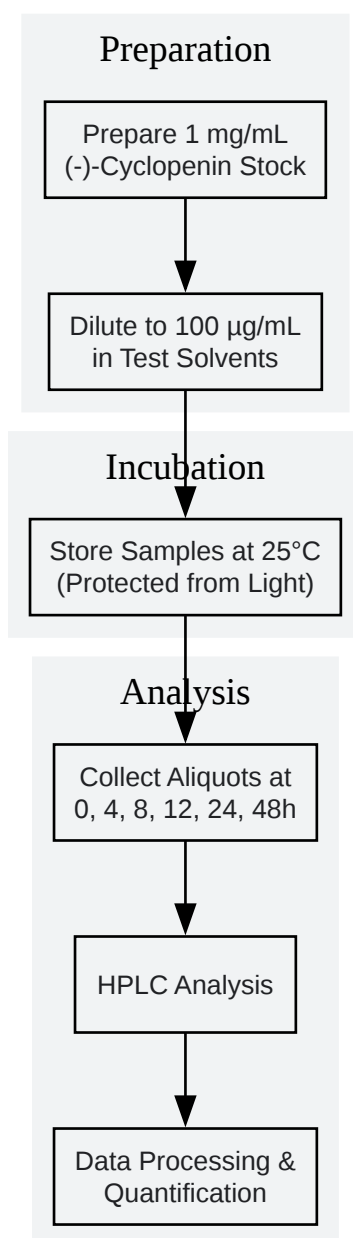 Preparation
Prepare 1 mg/mL
(-)-Cyclopenin Stock
Dilute to 100 µg/mL
in Test Solvents
Incubation
Store Samples at 25°C
(Protected from Light)
Analysis
Collect Aliquots at
0, 4, 8, 12, 24, 48h
HPLC Analysis
Data Processing &
Quantification